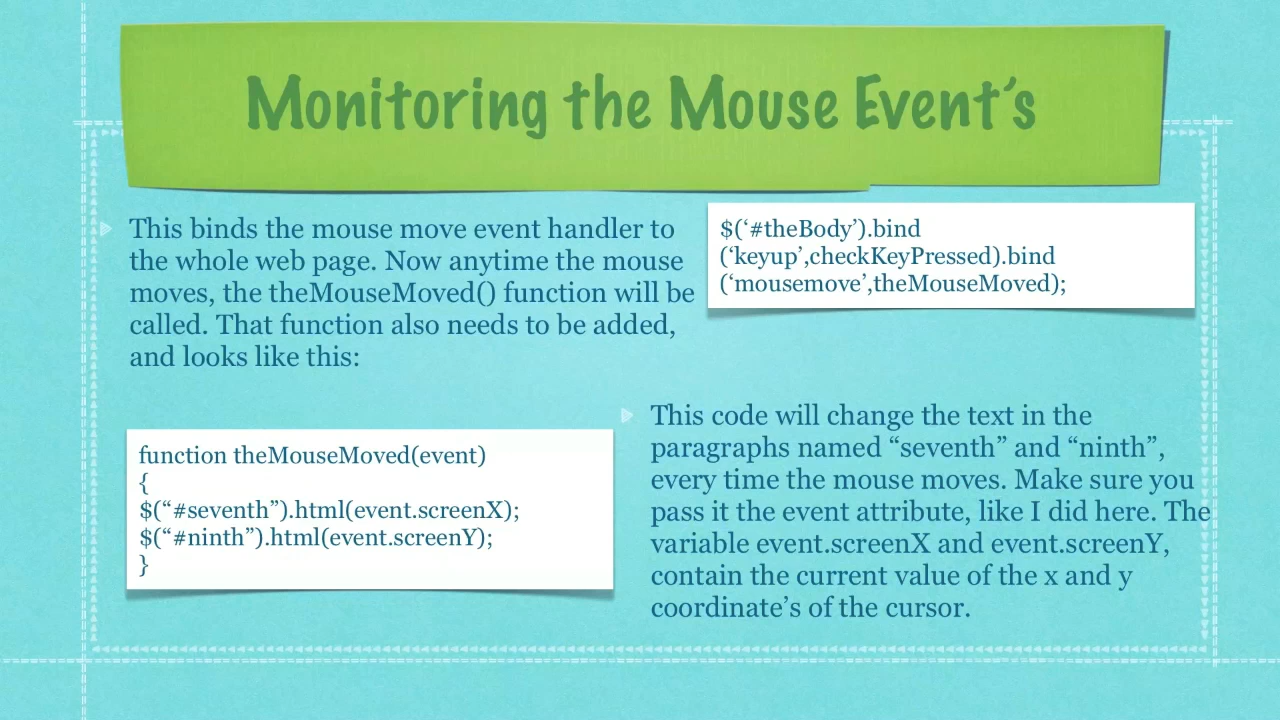 Monitoring the Mouse Event’s
This binds the mouse move event handler to
the whole web page. Now anytime the mouse
moves, the theMouseMoved() function will be
called. That function also needs to be added,
and looks like this:
$(‘#theBody’).bind
(‘keyup’,checkKeyPressed).bind
(‘mousemove’,theMouseMoved);
function theMouseMoved(event)
{
$(“#seventh”).html(event.screenX);
$(“#ninth”).html(event.screenY);
}
This code will change the text in the
paragraphs named “seventh” and “ninth”,
every time the mouse moves. Make sure you
pass it the event attribute, like I did here. The
variable event.screenX and event.screenY,
contain the current value of the x and y
coordinate’s of the cursor.